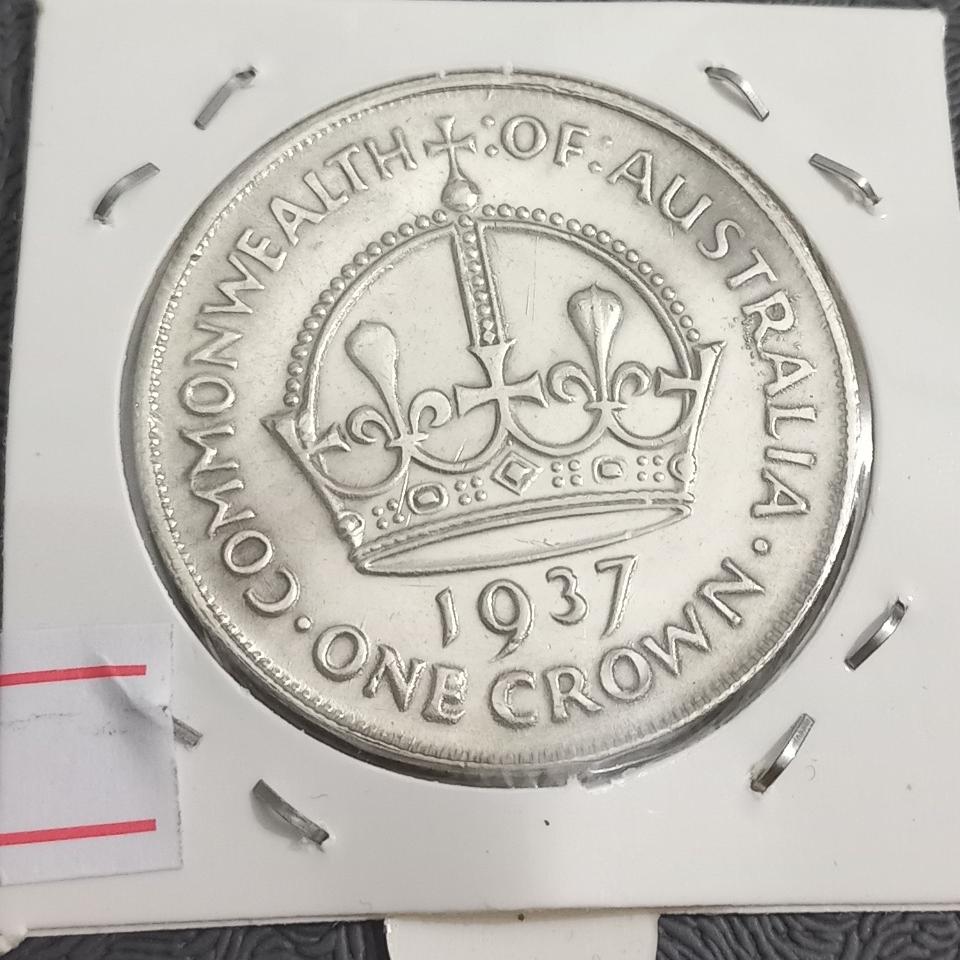 COMMONWEALTH :OF: AUSTRALIA
1937
· ONE CROWN ·